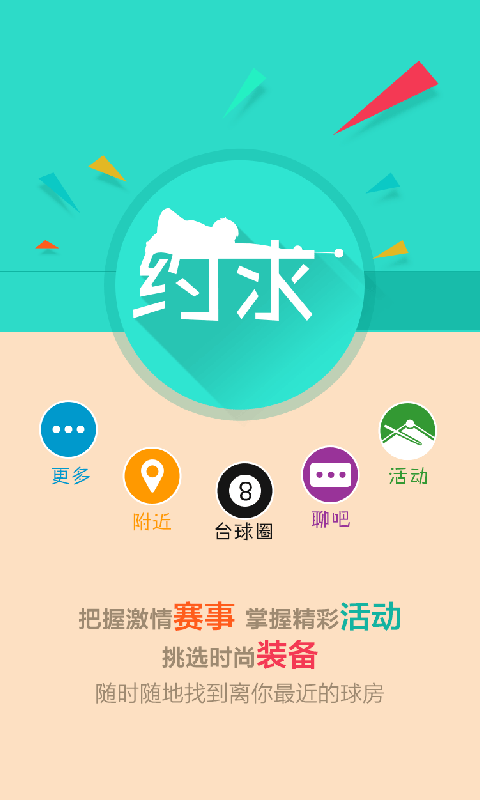 约求
更多
附近
8
台球圈
聊吧
活动
把握激情赛事 掌握精彩活动
挑选时尚装备
随时随地找到离你最近的球房